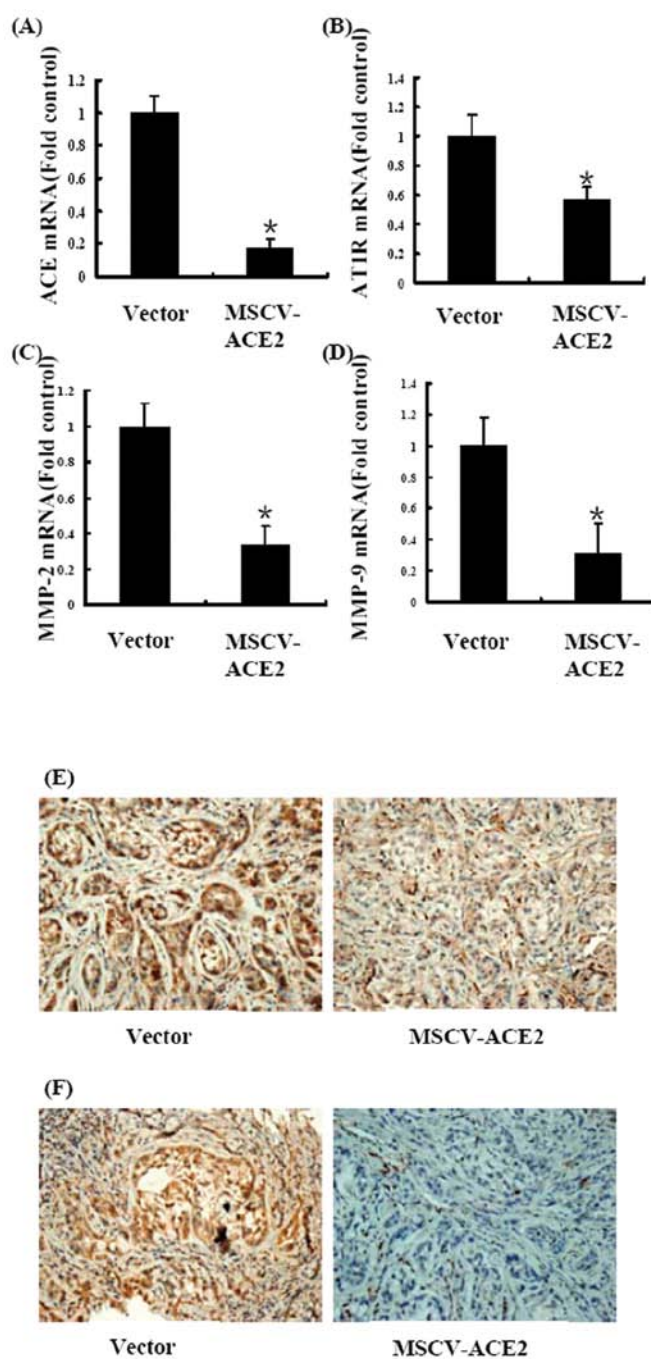 (A)
ACE mRNA(Fold control)
1.2
1
0.8
0.6
0.4
0.2
0
*
Vector
MSCV-
ACE2
(B)
AT1R mRNA(Fold control)
1.4
1.2
1
0.8
0.6
0.4
0.2
0
*
Vector
MSCV-
ACE2
(C)
MMP-2 mRNA(Fold control)
1.2
1
0.8
0.6
0.4
0.2
0
*
Vector
MSCV-
ACE2
(D)
MMP-9 mRNA(Fold control)
1.4
1.2
1
0.8
0.6
0.4
0.2
0
*
Vector
MSCV-
ACE2
(E)
Vector
MSCV-ACE2
(F)
Vector
MSCV-ACE2